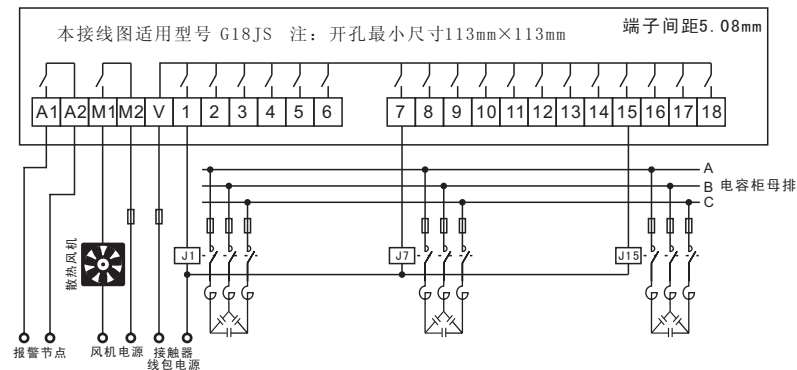 本接线图适用型号 G18JS 注: 开孔最小尺寸113mm×113mm
端子间距5.08mm
A1 A2 M1 M2 V 1 2 3 4 5 6 7 8 9 10 11 12 13 14 15 16 17 18
A
B 电容柜母排
C
散热风机
J1 J7 J15
报警节点 风机电源 接触器
线包电源